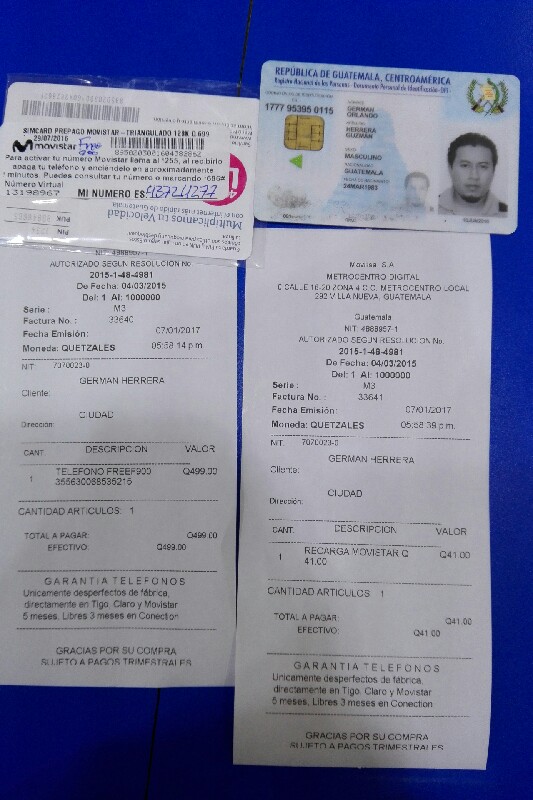 SIMCARD PREPAGO MOVISTAR - TRIANGULADO 128K G.699
29/07/2016
movistar
Para activar tu número Movistar llama al *255, al recibirlo
apaga tu teléfono y enciéndelo en aproximadamente
minutos. Puedes consultar tu número
Número Virtual
13198967
MI NUMERO ES:
Multiplicamos tu Velocidad
PUK
PIN
REPÚBLICA DE GUATEMALA, CENTROAMÉRICA
Registro Nacional de las Personas - Documento Personal de Identificación - DPI
1777 95395 0115
GERMAN
ORLANDO
HERRERA
GUZMAN
MASCULINO
GUATEMALA
24MAR1983
AUTORIZADO SEGUN RESOLUCION No.
2015-1-48-4981
De Fecha: 04/03/2015
Del: 1 Al: 1000000
Serie : M3
Factura No. : 33640
Fecha Emisión: 07/01/2017
Moneda: QUETZALES 05:58:14 p.m.
NIT: 7070023-0
GERMAN HERRERA
Cliente:
CIUDAD
Dirección:
CANT. DESCRIPCION VALOR
1 TELEFONO FREEF900 Q499.00
355630068535215
CANTIDAD ARTICULOS: 1
TOTAL A PAGAR: Q499.00
EFECTIVO: Q499.00
GARANTIA TELEFONOS
Unicamente desperfectos de fábrica,
directamente en Tigo, Claro y Movistar
5 meses, Libres 3 meses en Conection
GRACIAS POR SU COMPRA
SUJETO A PAGOS TRIMESTRALES
Movisa S.A
METROCENTRO DIGITAL
0 CALLE 16-20 ZONA 4 C.C. METROCENTRO LOCAL
292 VILLA NUEVA, GUATEMALA
Guatemala
NIT: 4888957-1
AUTORIZADO SEGUN RESOLUCION No.
2015-1-48-4981
De Fecha: 04/03/2015
Del: 1 Al: 1000000
Serie : M3
Factura No. : 33641
Fecha Emisión: 07/01/2017
Moneda: QUETZALES 05:58:39 p.m.
NIT: 7070023-0
GERMAN HERRERA
Cliente:
CIUDAD
Dirección:
CANT. DESCRIPCION VALOR
1 RECARGA MOVISTAR Q Q41.00
41.00
CANTIDAD ARTICULOS: 1
TOTAL A PAGAR: Q41.00
EFECTIVO: Q41.00
GARANTIA TELEFONOS
Unicamente desperfectos de fábrica,
directamente en Tigo, Claro y Movistar
5 meses, Libres 3 meses en Conection
GRACIAS POR SU COMPRA
SUJETO A PAGOS TRIMESTRALES